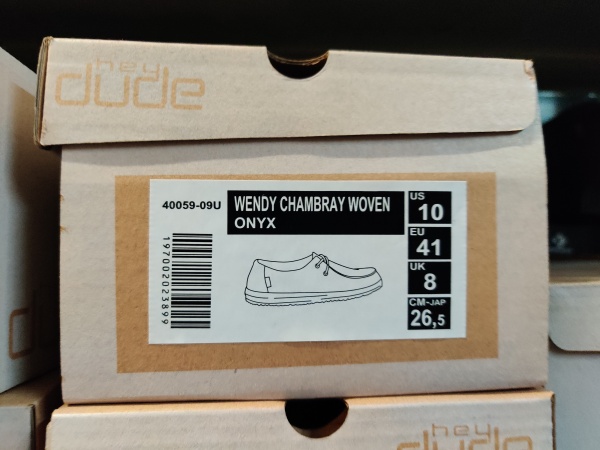 hey
dude
40059-09U
WENDY CHAMBRAY WOVEN
ONYX
197002023899
US
10
EU
41
UK
8
CM-JAP
26,5
hey
dude